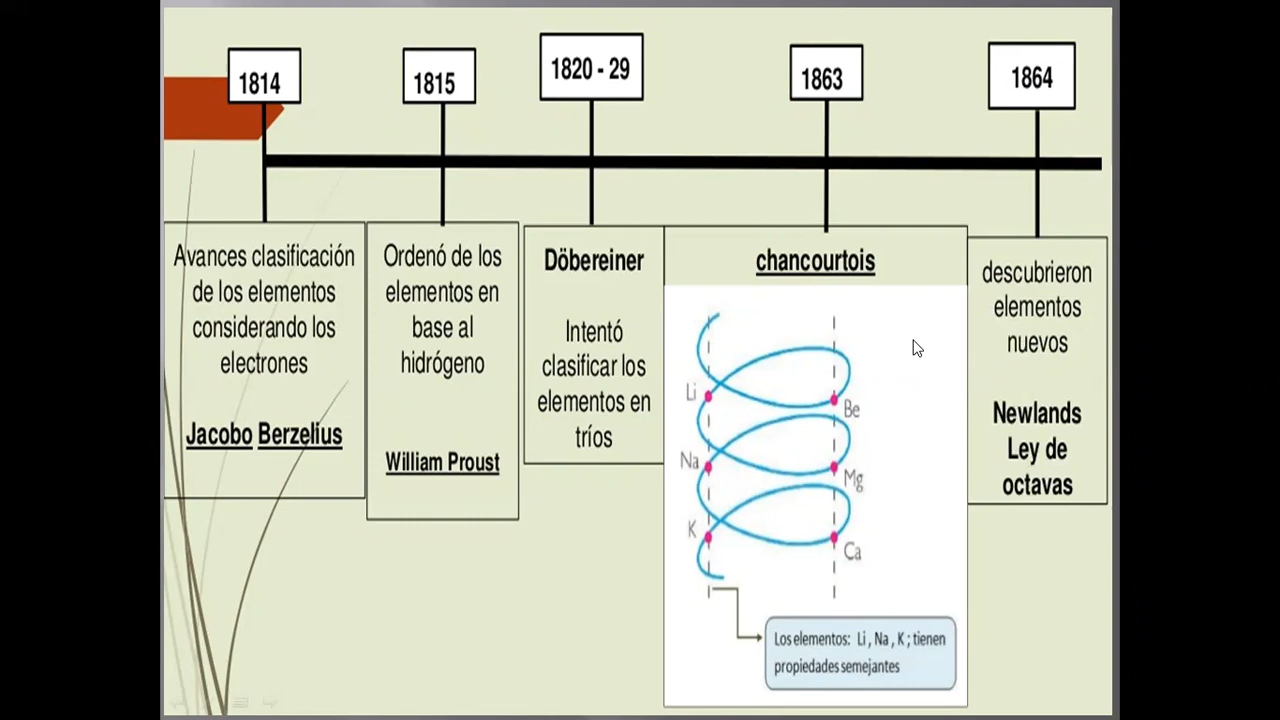 1814
1815
1820 - 29
1863
1864
Avances clasificación
de los elementos
considerando los
electrones
Jacobo Berzelius
Ordenó de los
elementos en
base al
hidrógeno
William Proust
Döbereiner
Intentó
clasificar los
elementos en
tríos
chancourtois
Li
Be
Na
Mg
K
Ca
Los elementos: Li , Na , K ; tienen
propiedades semejantes
descubrieron
elementos
nuevos
Newlands
Ley de
octavas